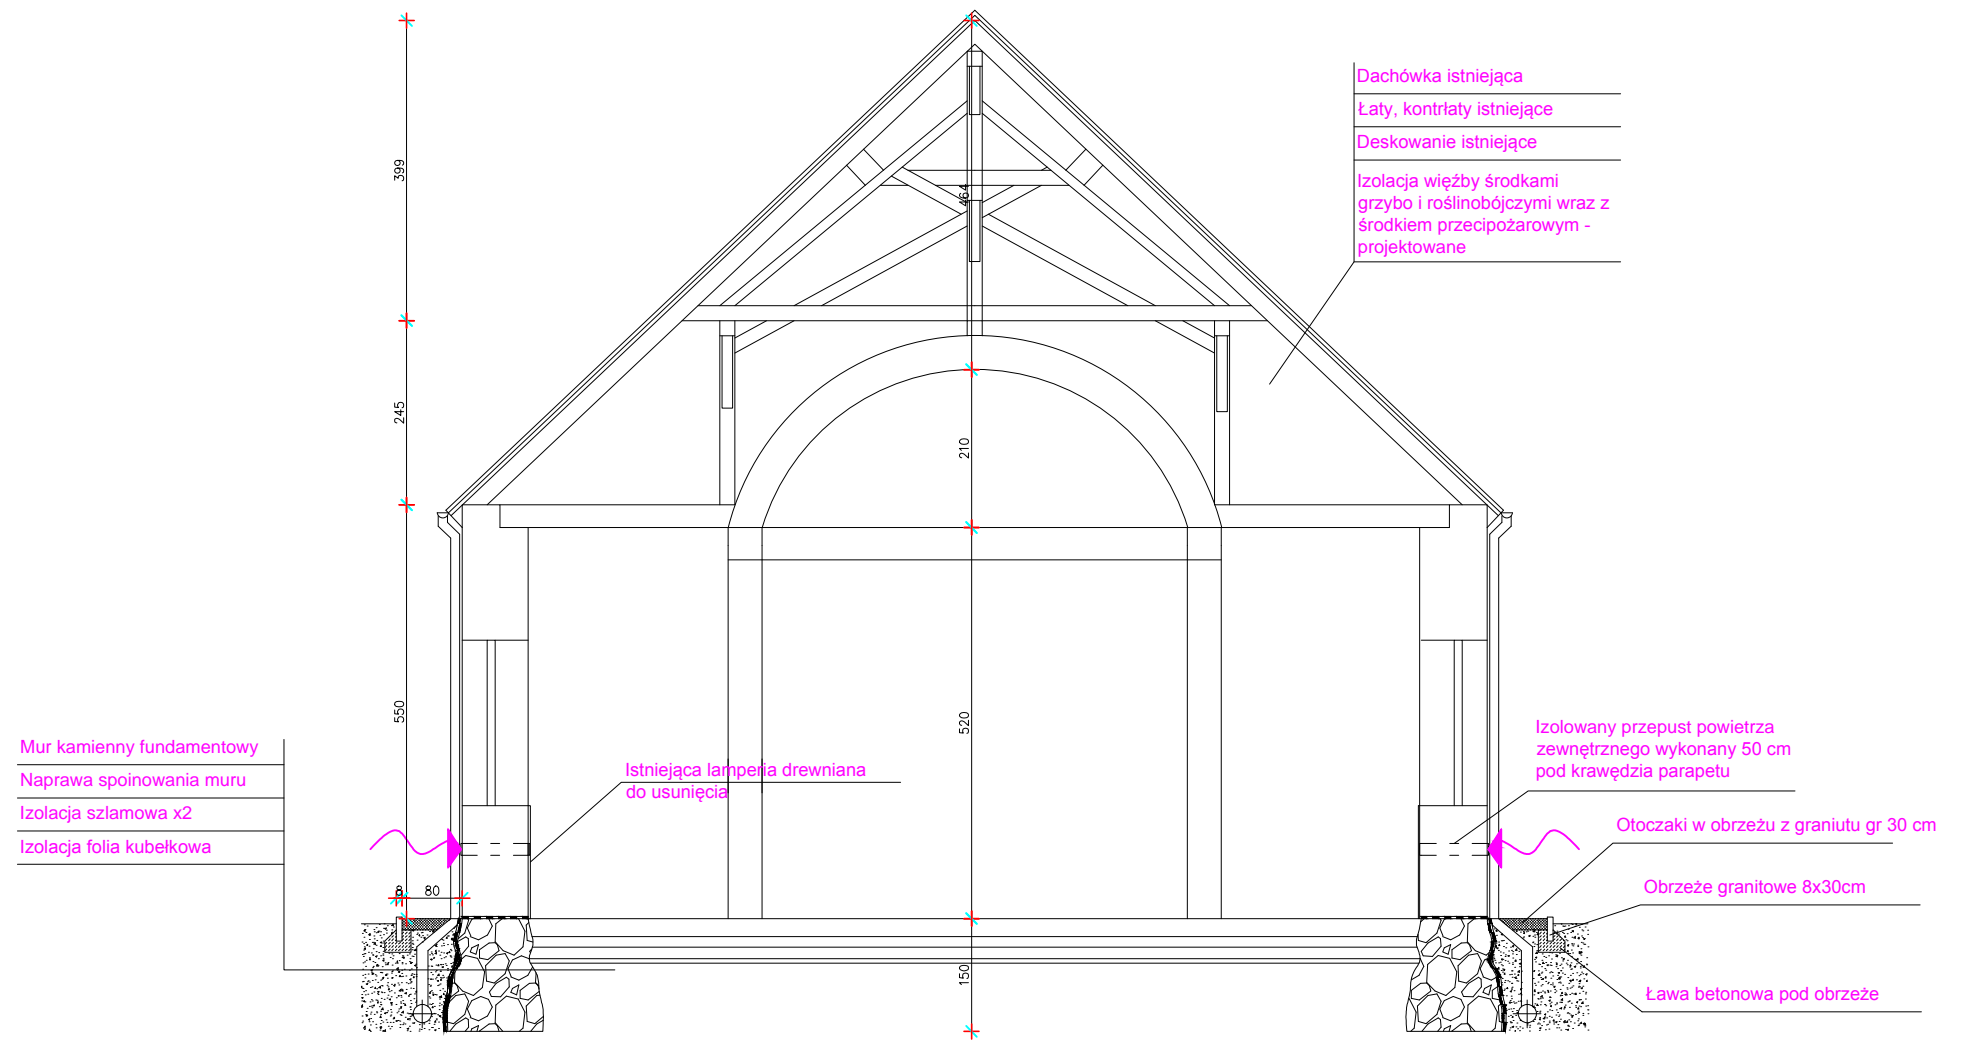 Dachówka istniejąca
Łaty, kontrłaty istniejące
Deskowanie istniejące
Izolacja więźby środkami
grzybo i roślinobójczymi wraz z
środkiem przecipożarowym -
projektowane
399
464
245
210
550
520
Mur kamienny fundamentowy
Naprawa spoinowania muru
Izolacja szlamowa x2
Izolacja folia kubełkowa
Istniejąca lamperia drewniana
do usunięcia
Izolowany przepust powietrza
zewnętrznego wykonany 50 cm
pod krawędzia parapetu
Otoczaki w obrzeżu z graniutu gr 30 cm
Obrzeże granitowe 8x30cm
8 80
150
Ława betonowa pod obrzeże